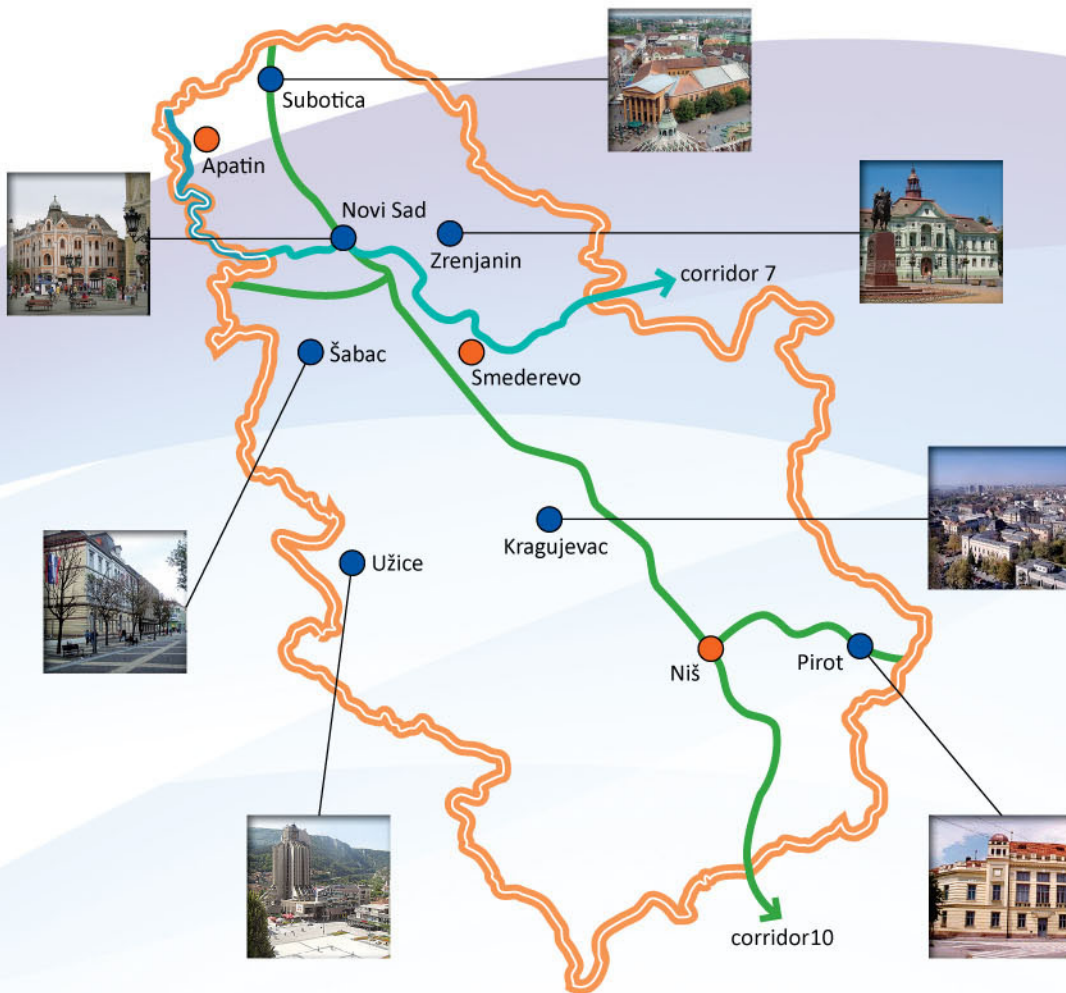 Subotica
Apatin
Novi Sad
Zrenjanin
corridor 7
Šabac
Smederevo
Kragujevac
Užice
Niš
Pirot
corridor10